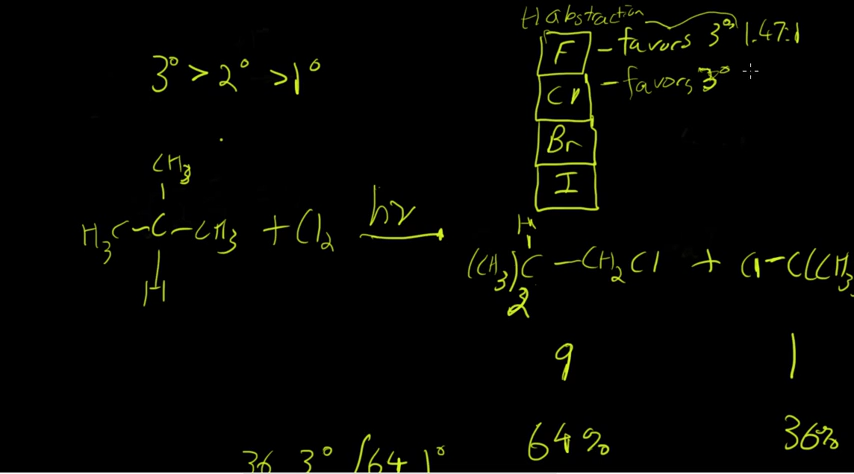 H abstraction
F – favors 3° 1.47:1
3° > 2° > 1°
Cl – favors 3°
Br
I
CH3
H3C–C–CH3 + Cl2 hν
H
H
(CH3)2C–CH2Cl + Cl–C(CH3
9 1
64% 36%
36 3° / 64 1°